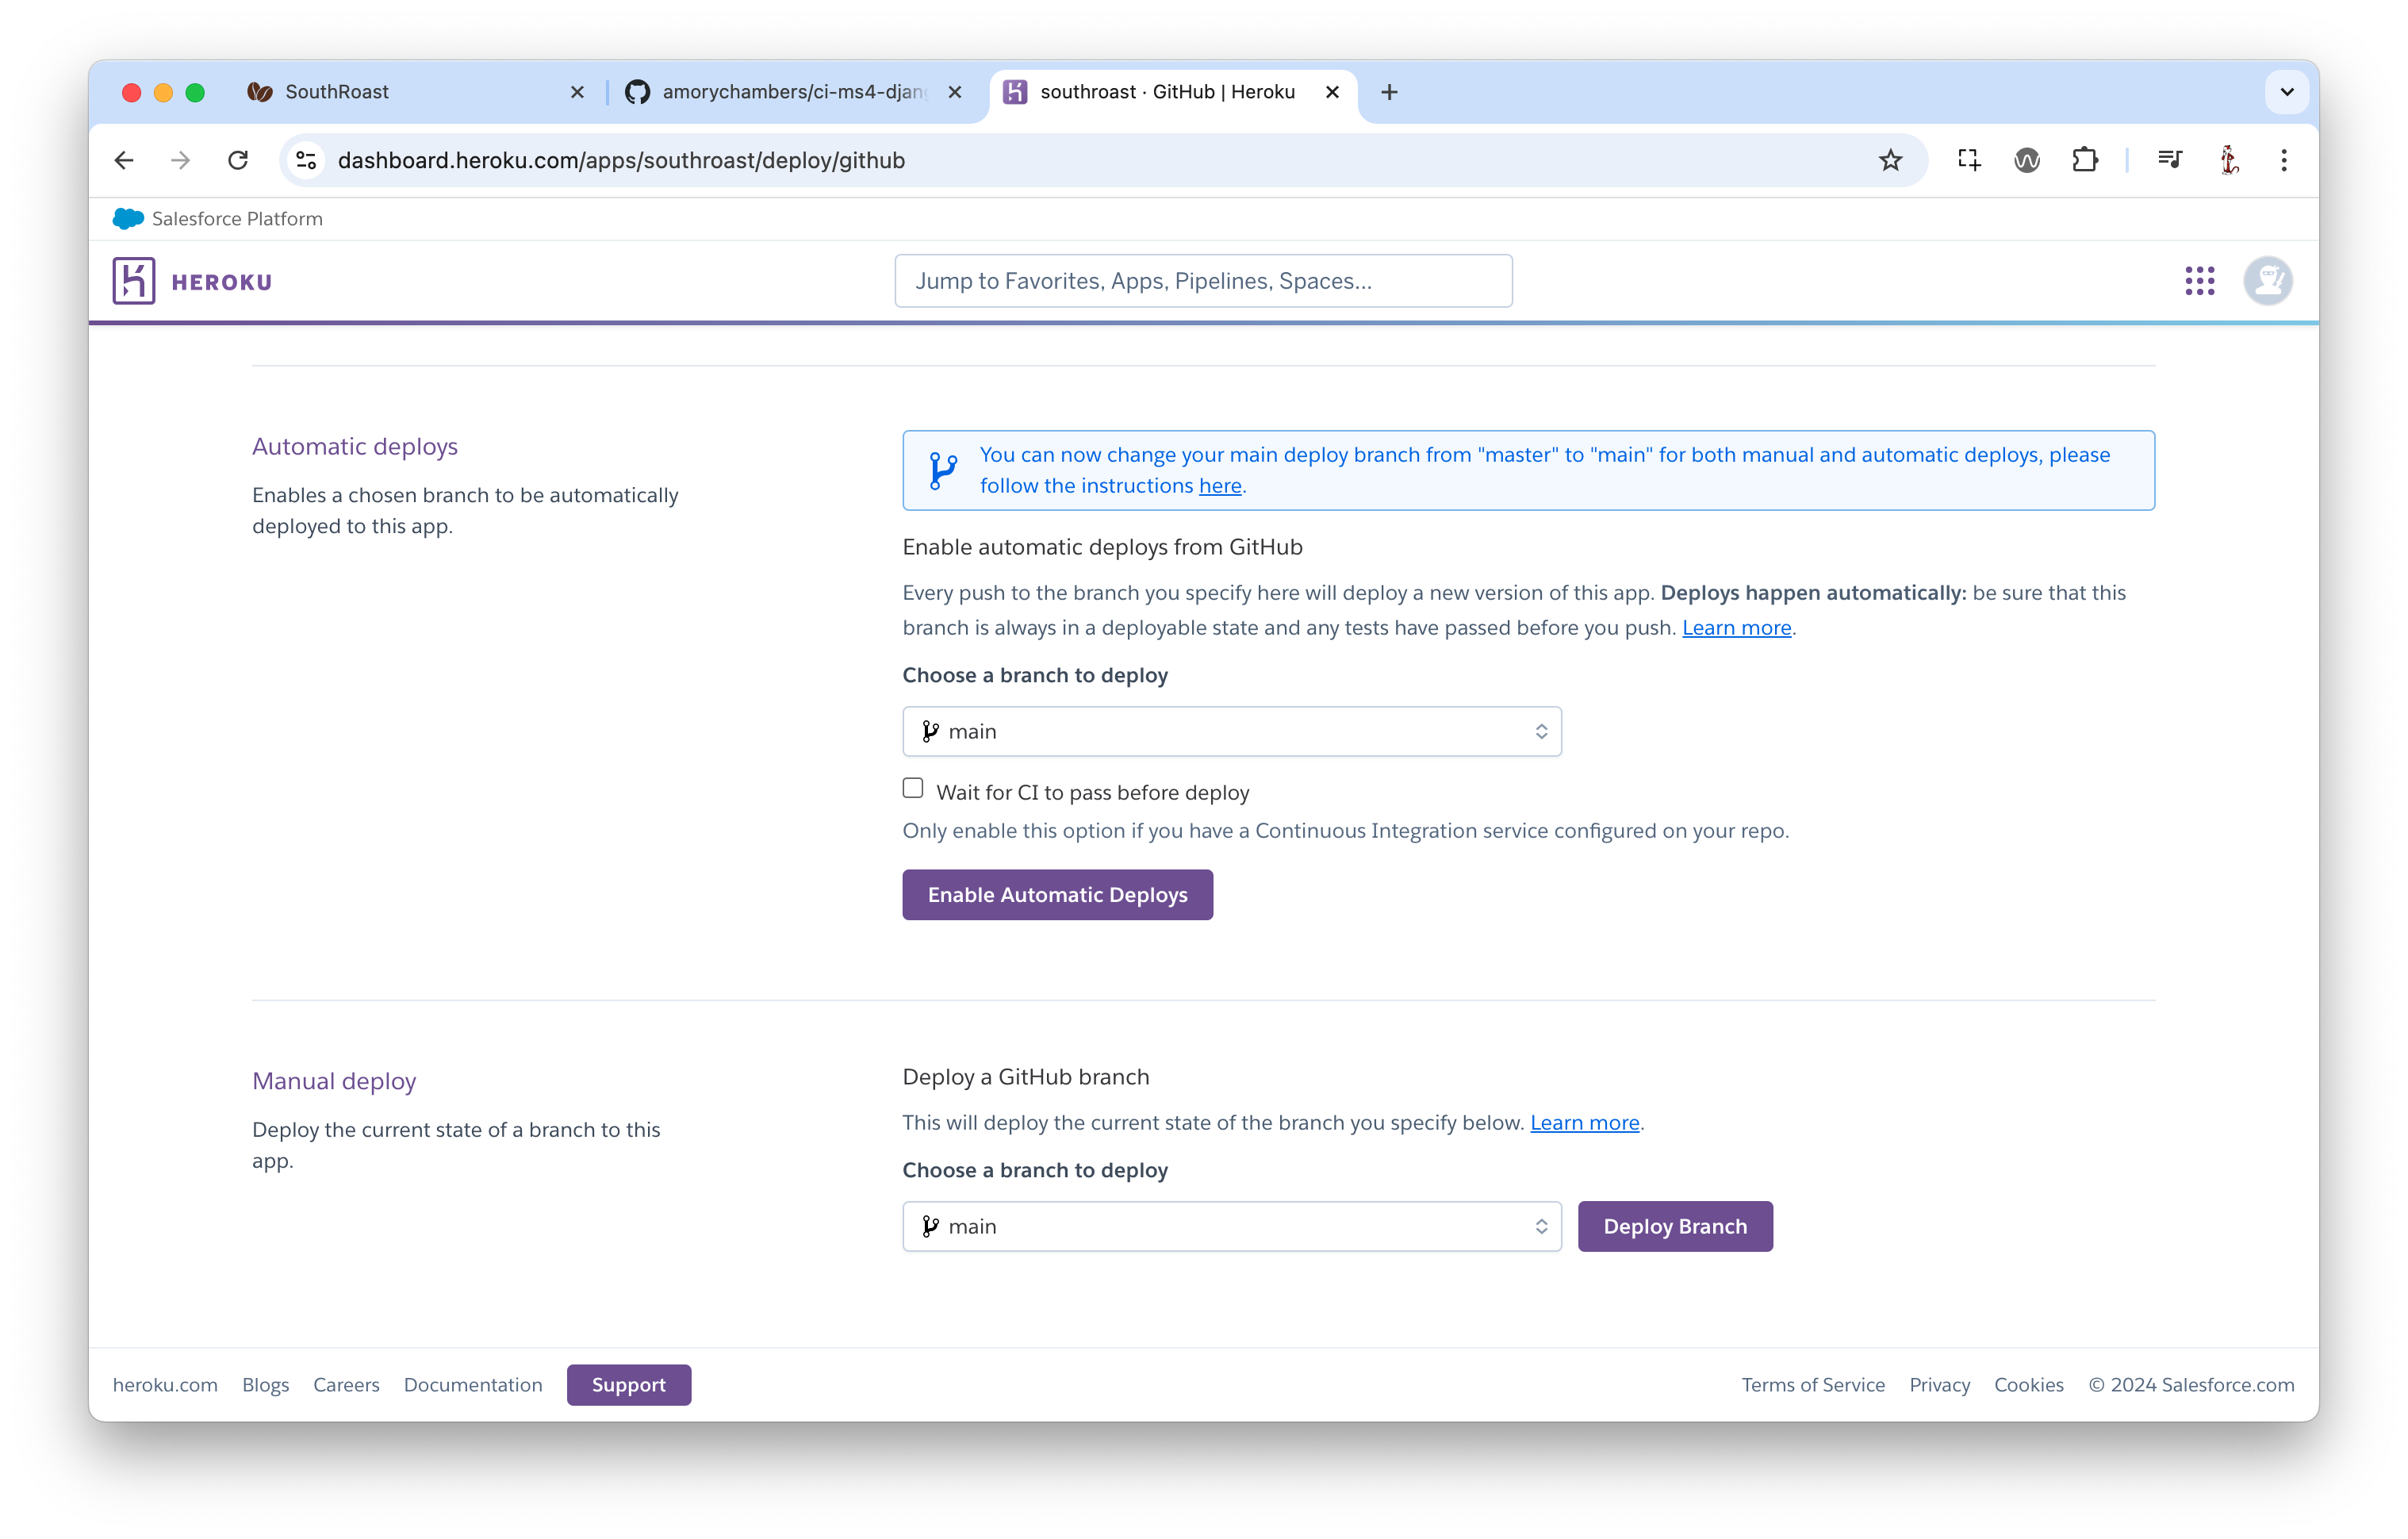 SouthRoast
amorychambers/ci-ms4-djan
southroast · GitHub | Heroku
dashboard.heroku.com/apps/southroast/deploy/github
Salesforce Platform
HEROKU
Jump to Favorites, Apps, Pipelines, Spaces...
Automatic deploys
Enables a chosen branch to be automatically
deployed to this app.
You can now change your main deploy branch from "master" to "main" for both manual and automatic deploys, please
follow the instructions here.
Enable automatic deploys from GitHub
Every push to the branch you specify here will deploy a new version of this app. Deploys happen automatically: be sure that this
branch is always in a deployable state and any tests have passed before you push. Learn more.
Choose a branch to deploy
main
Wait for CI to pass before deploy
Only enable this option if you have a Continuous Integration service configured on your repo.
Enable Automatic Deploys
Manual deploy
Deploy the current state of a branch to this
app.
Deploy a GitHub branch
This will deploy the current state of the branch you specify below. Learn more.
Choose a branch to deploy
main
Deploy Branch
heroku.com
Blogs
Careers
Documentation
Support
Terms of Service
Privacy
Cookies
© 2024 Salesforce.com